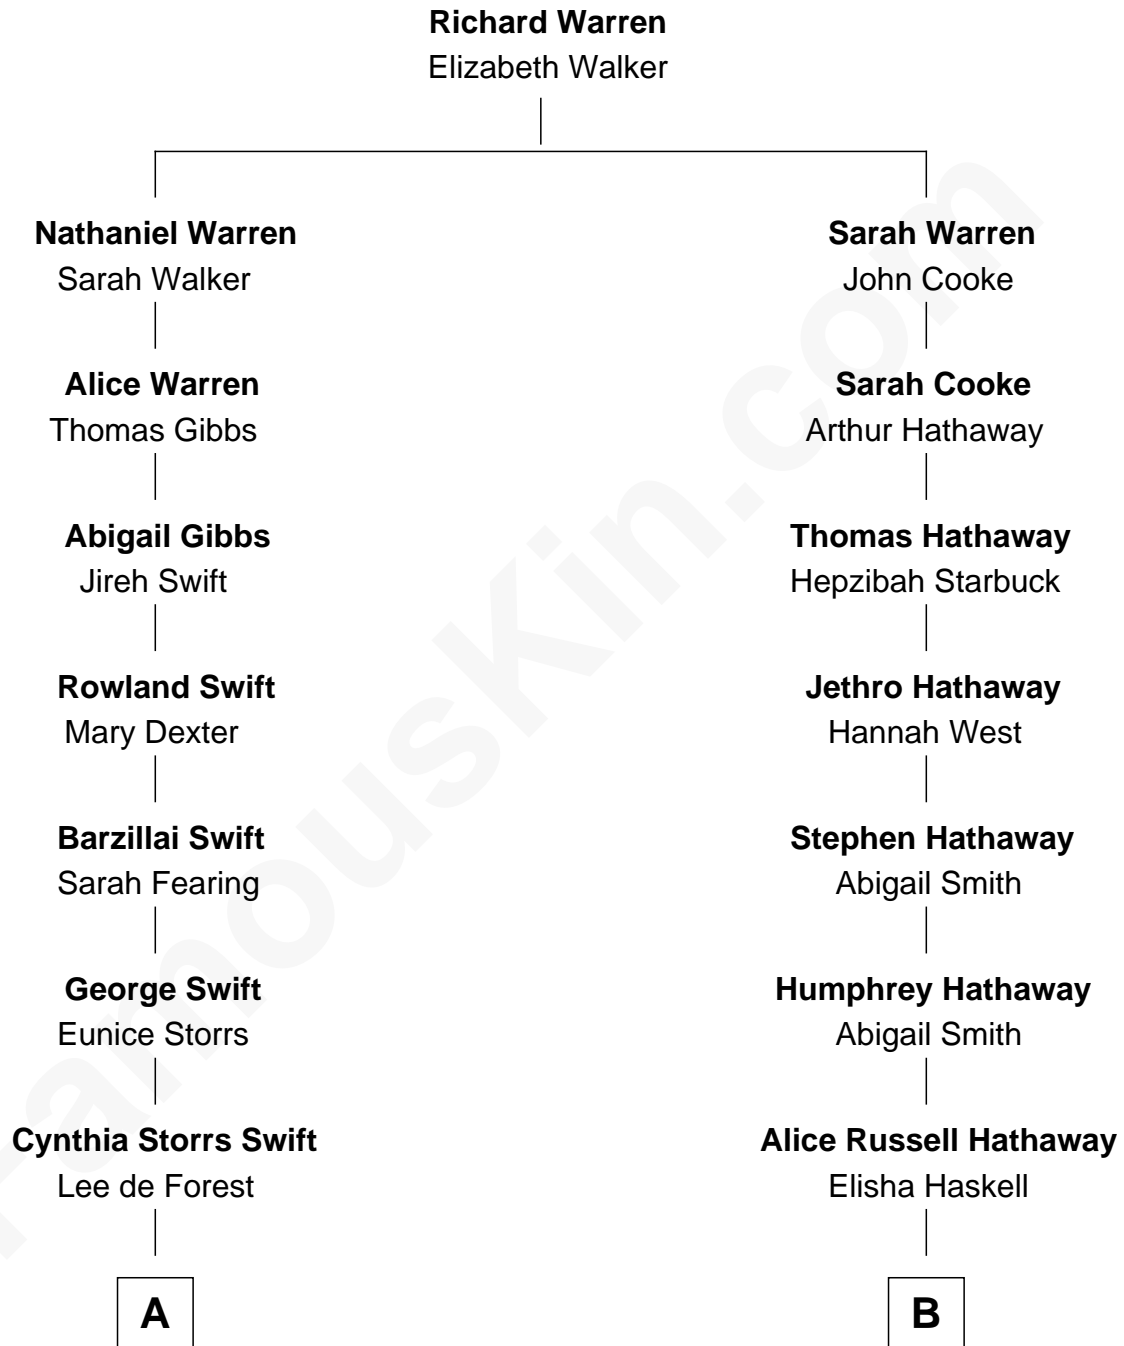 Richard Warren
Elizabeth Walker
Nathaniel Warren
Sarah Walker
Sarah Warren
John Cooke
Alice Warren
Thomas Gibbs
Sarah Cooke
Arthur Hathaway
Abigail Gibbs
Jireh Swift
Thomas Hathaway
Hepzibah Starbuck
Rowland Swift
Mary Dexter
Jethro Hathaway
Hannah West
Barzillai Swift
Sarah Fearing
Stephen Hathaway
Abigail Smith
George Swift
Eunice Storrs
Humphrey Hathaway
Abigail Smith
Cynthia Storrs Swift
Lee de Forest
Alice Russell Hathaway
Elisha Haskell
A
B
FamousKin.com